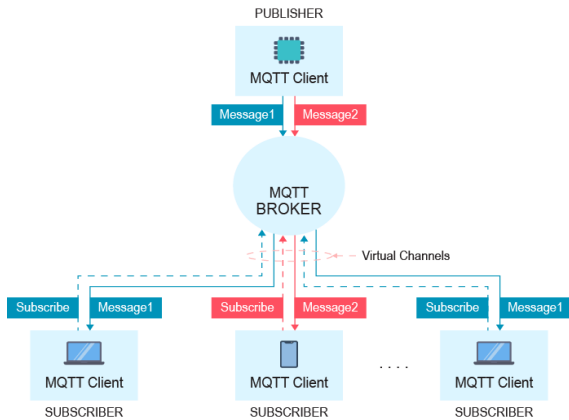 PUBLISHER
MQTT Client
Message1
Message2
MQTT
BROKER
Virtual Channels
Subscribe
Message1
Subscribe
Message2
Subscribe
Message1
MQTT Client
MQTT Client
. . . .
MQTT Client
SUBSCRIBER
SUBSCRIBER
SUBSCRIBER